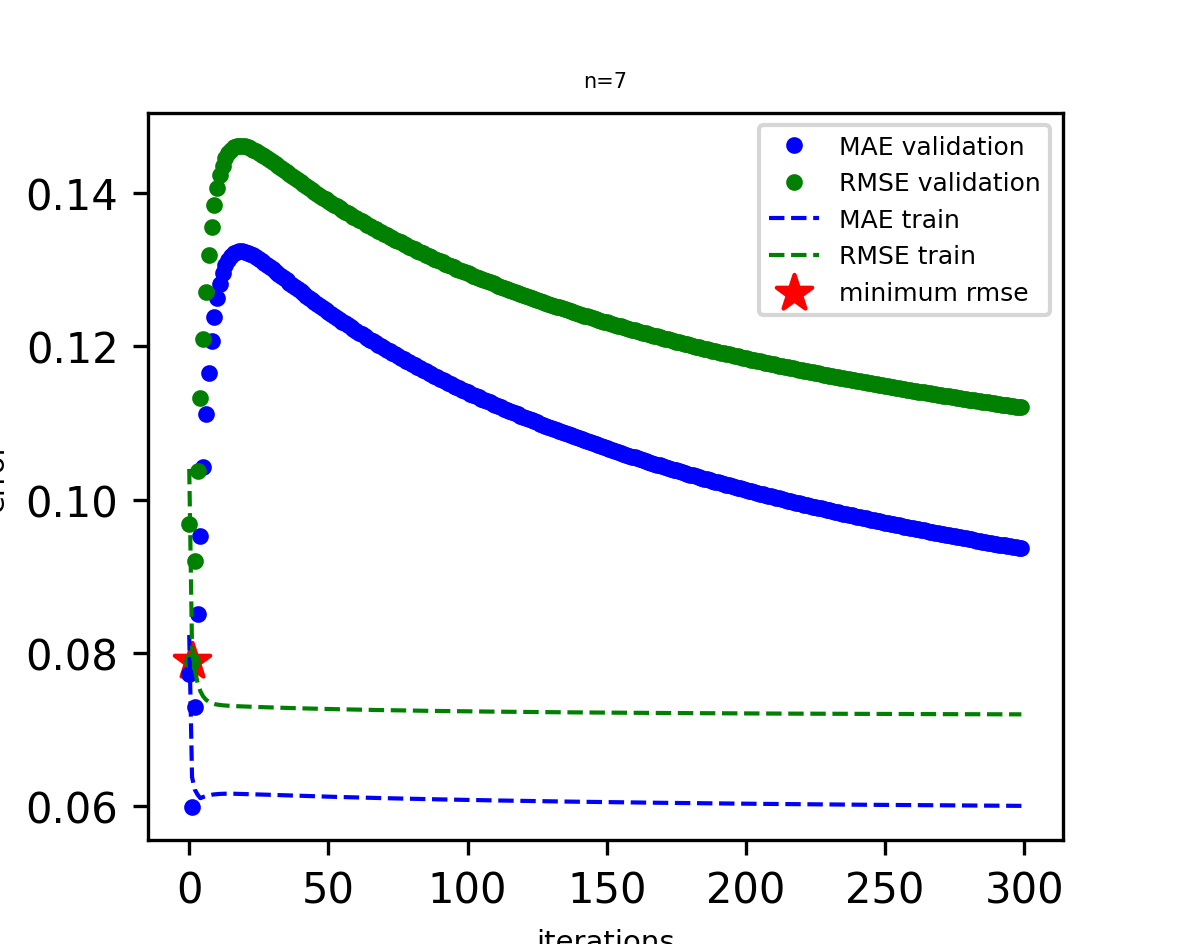 n=7
MAE validation
RMSE validation
MAE train
RMSE train
minimum rmse
0.14
0.12
0.10
0.08
0.06
error
0 50 100 150 200 250 300
iterations